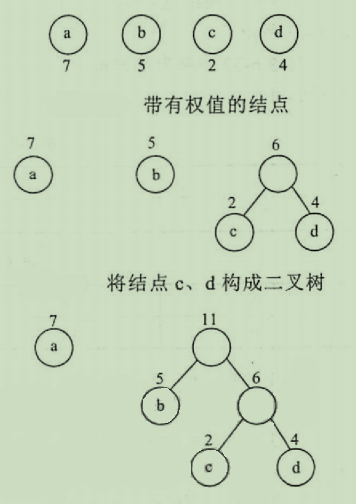 a b c d
7 5 2 4
带有权值的结点
7 5 6
a b 2 4
c d
将结点 c、d 构成二叉树
7 11
a 5 6
b 2 4
c d